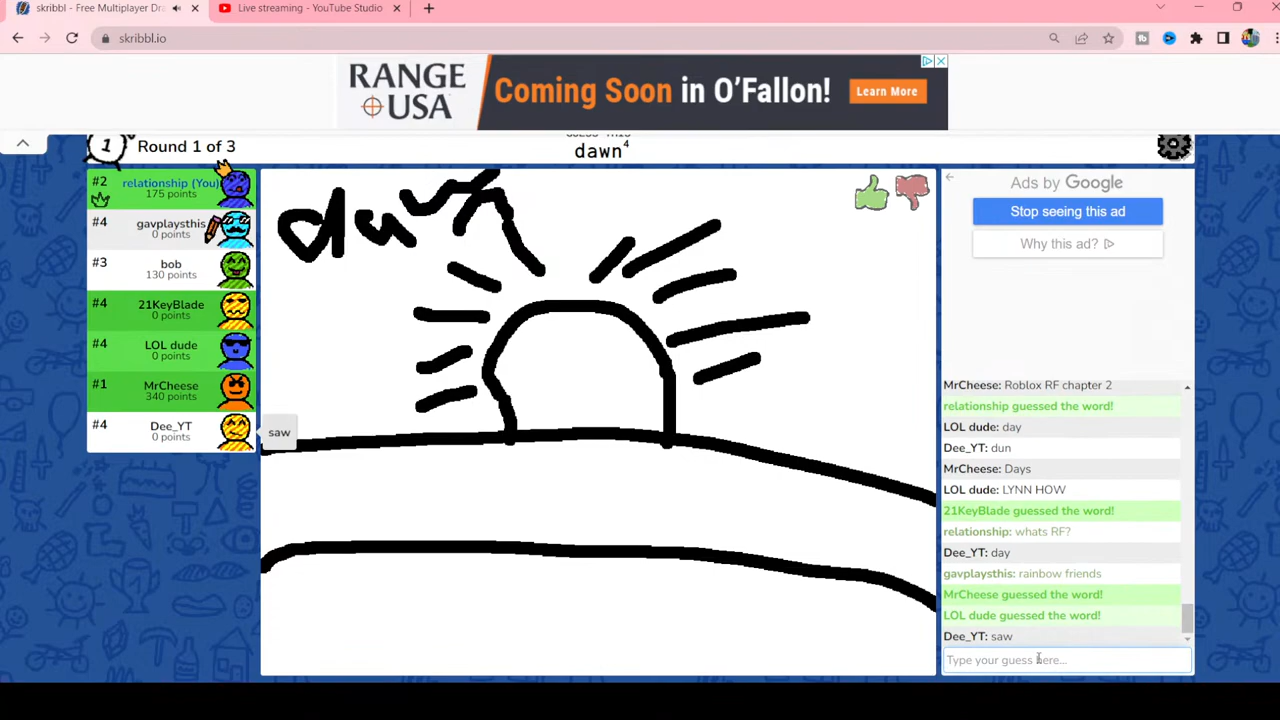 skribbl - Free Multiplayer Dra
Live streaming - YouTube Studio
skribbl.io
RANGE
USA
Coming Soon in O'Fallon!
Learn More
1
Round 1 of 3
dawn4
#2
relationship (You)
175 points
#4
gavplaysthis
0 points
#3
bob
130 points
#4
21KeyBlade
0 points
#4
LOL dude
0 points
#1
MrCheese
340 points
#4
Dee_YT
0 points
saw
Ads by Google
Stop seeing this ad
Why this ad?
MrCheese: Roblox RF chapter 2
relationship guessed the word!
LOL dude: day
Dee_YT: dun
MrCheese: Days
LOL dude: LYNN HOW
21KeyBlade guessed the word!
relationship: whats RF?
Dee_YT: day
gavplaysthis: rainbow friends
MrCheese guessed the word!
LOL dude guessed the word!
Dee_YT: saw
Type your guess here...